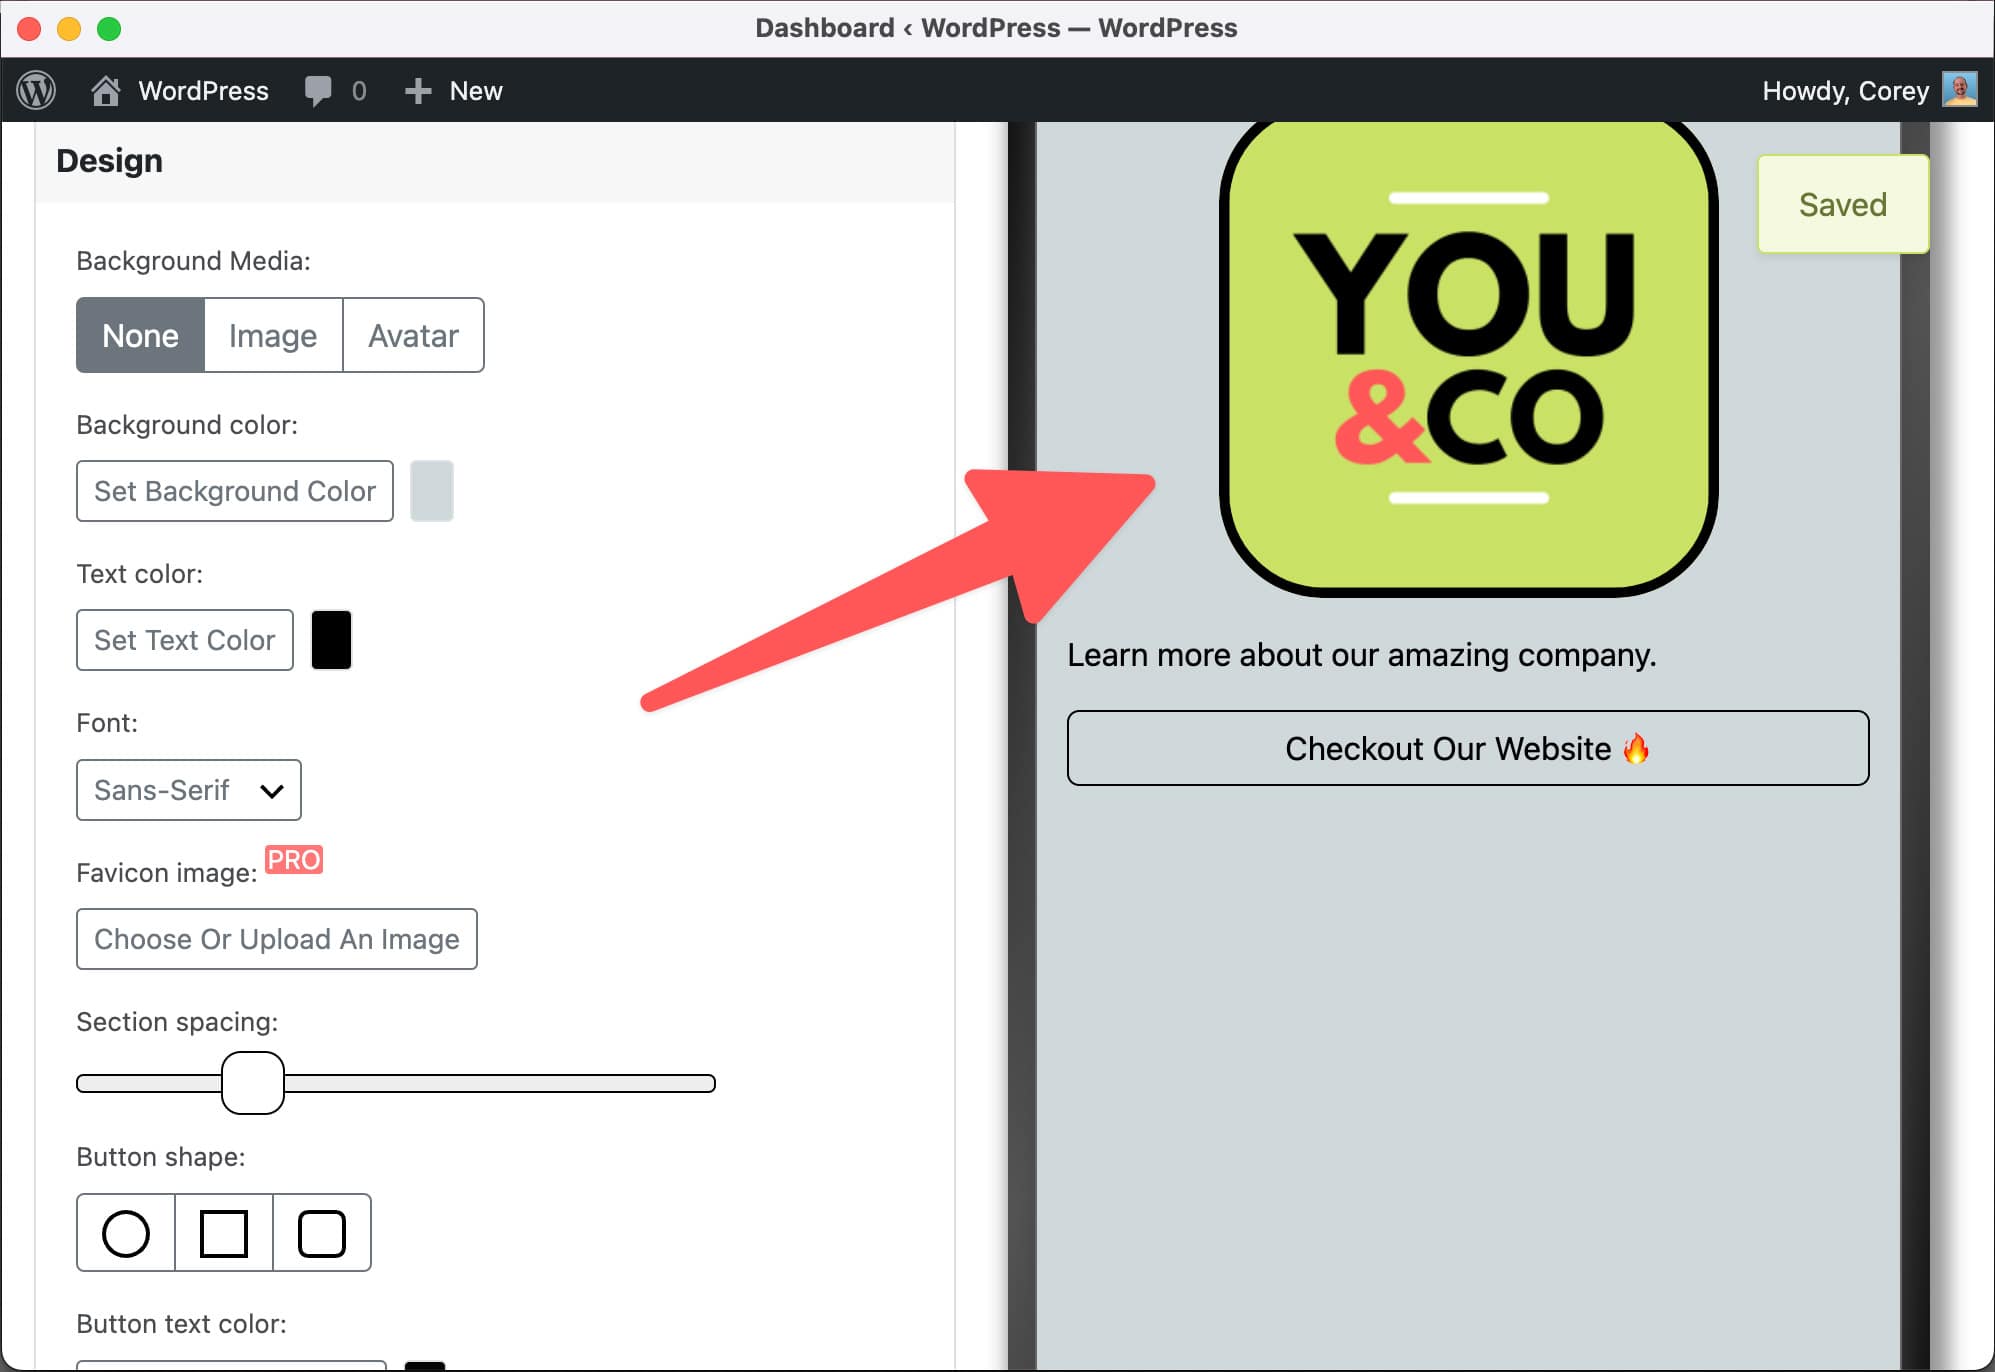 Dashboard ‹ WordPress — WordPress
WordPress 0 New Howdy, Corey
Design
Background Media:
None Image Avatar
Background color:
Set Background Color
Text color:
Set Text Color
Font:
Sans-Serif
Favicon image: PRO
Choose Or Upload An Image
Section spacing:
Button shape:
Button text color:
Saved
YOU
&CO
Learn more about our amazing company.
Checkout Our Website 🔥